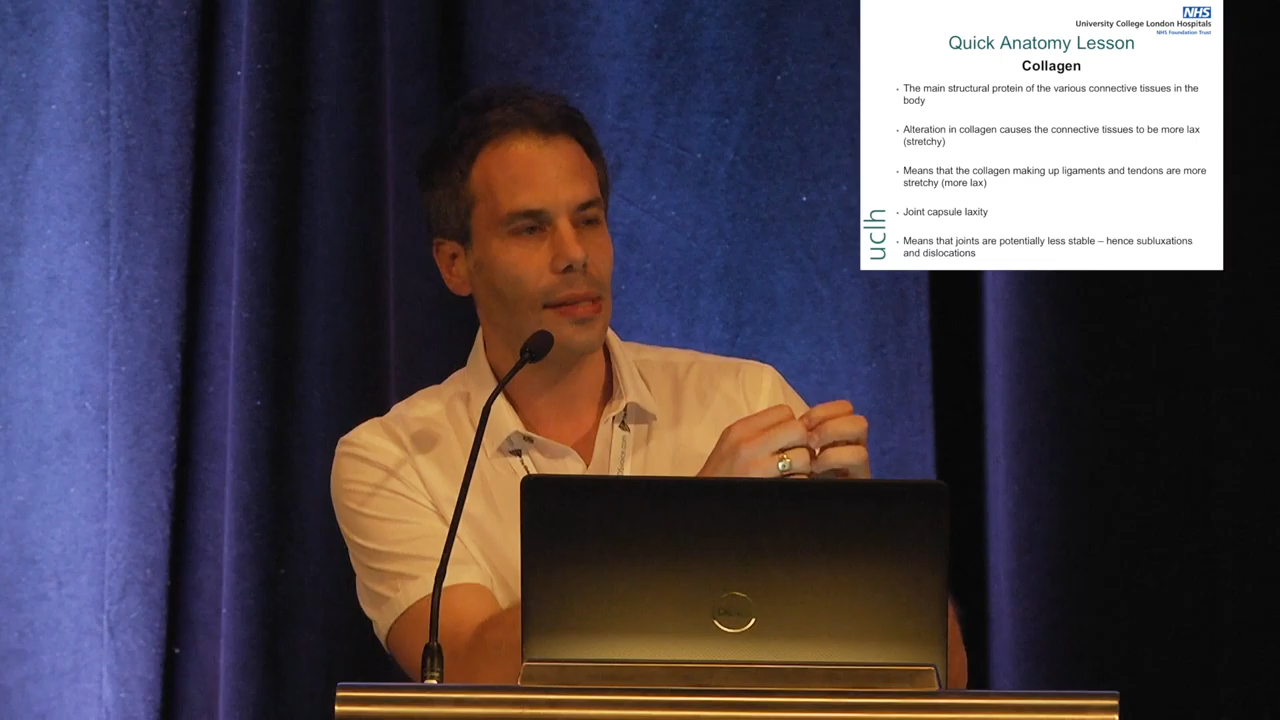 NHS
University College London Hospitals
NHS Foundation Trust
Quick Anatomy Lesson
Collagen
• The main structural protein of the various connective tissues in the
body
• Alteration in collagen causes the connective tissues to be more lax
(stretchy)
• Means that the collagen making up ligaments and tendons are more
stretchy (more lax)
• Joint capsule laxity
• Means that joints are potentially less stable – hence subluxations
and dislocations
uclh
DELL